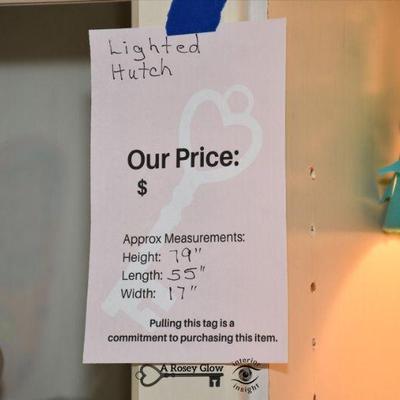 Lighted
Hutch
Our Price:
$
Approx Measurements:
Height: 79"
Length: 55"
Width: 17"
Pulling this tag is a
commitment to purchasing this item.
A Rosey Glow
interior
insight